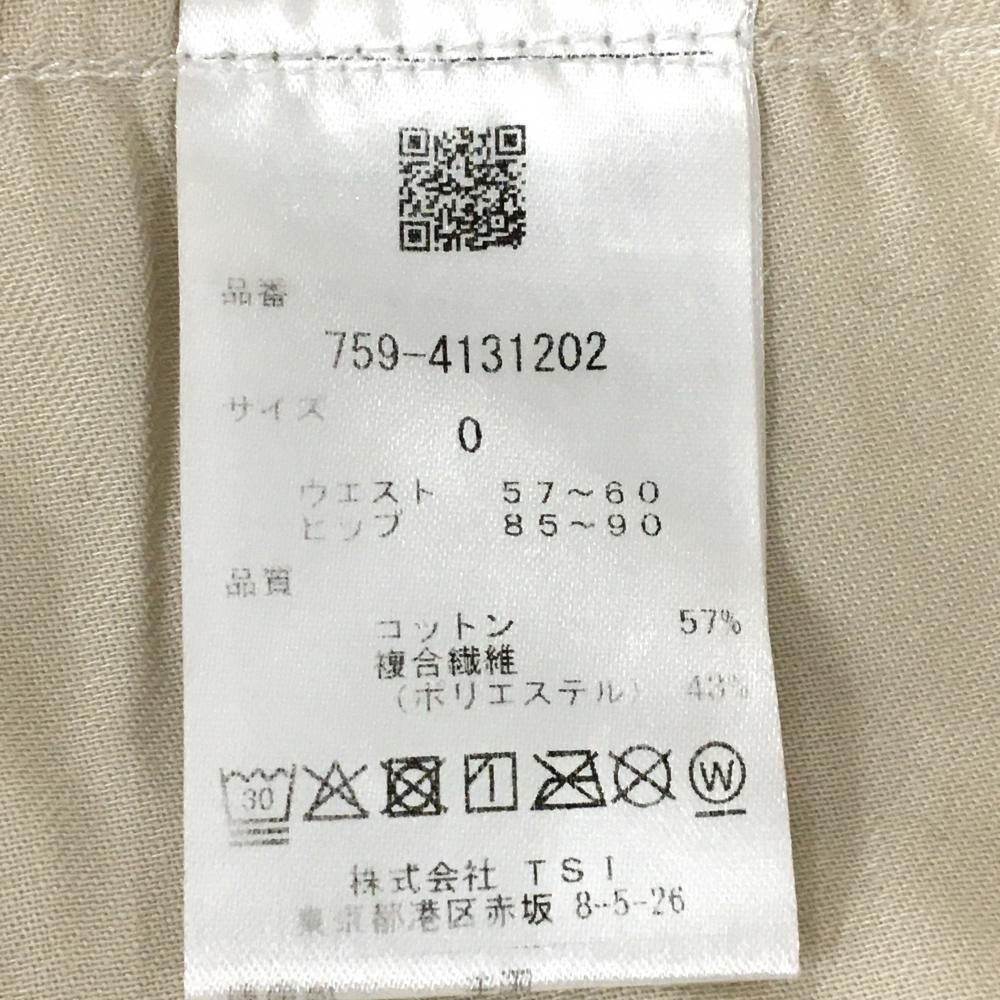 品番
759-4131202
サイズ
0
ウエスト 57~60
ヒップ 85~90
品質
コットン 57%
複合繊維
(ポリエステル) 43%
30
W
株式会社 TSI
東京都港区赤坂 8-5-26